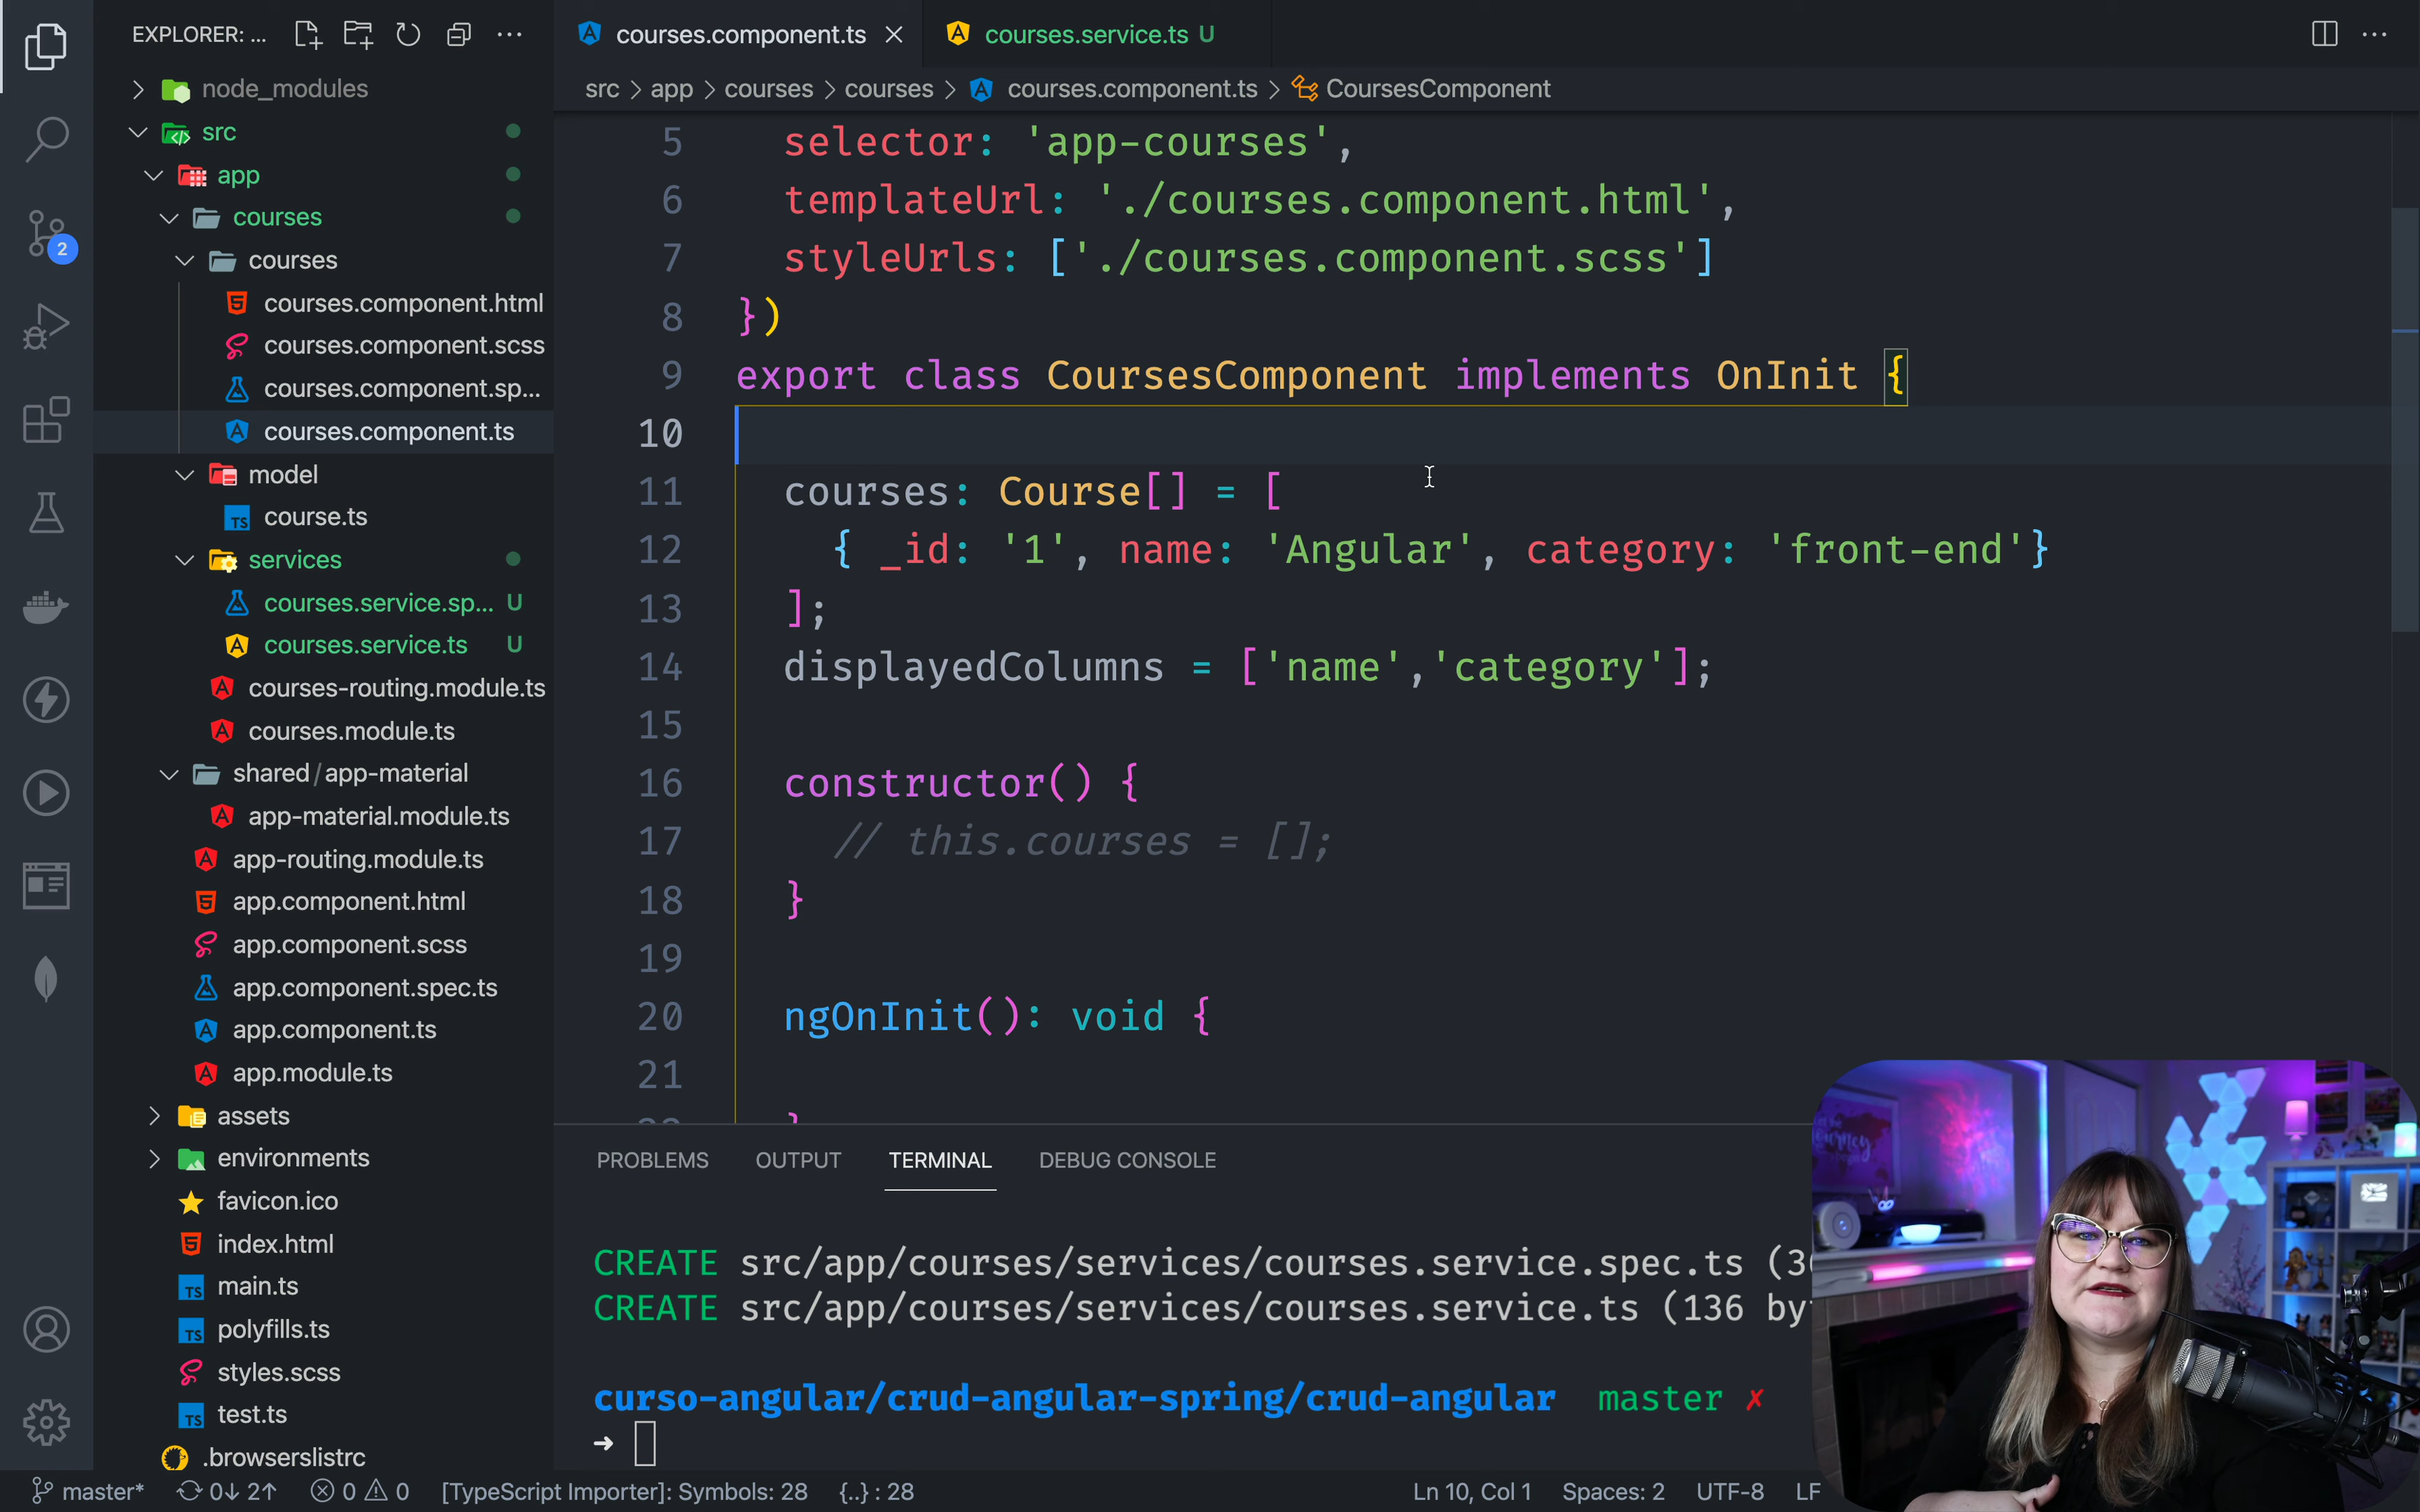 EXPLORER: ...
courses.component.ts
courses.service.ts U
src > app > courses > courses > courses.component.ts > CoursesComponent
node_modules
src
app
courses
courses
courses.component.html
courses.component.scss
courses.component.sp...
courses.component.ts
model
course.ts
services
courses.service.sp... U
courses.service.ts U
courses-routing.module.ts
courses.module.ts
shared/app-material
app-material.module.ts
app-routing.module.ts
app.component.html
app.component.scss
app.component.spec.ts
app.component.ts
app.module.ts
assets
environments
favicon.ico
index.html
main.ts
polyfills.ts
styles.scss
test.ts
.browserslistrc
2
5 selector: 'app-courses',
6 templateUrl: './courses.component.html',
7 styleUrls: ['./courses.component.scss']
8 })
9 export class CoursesComponent implements OnInit {
10
11 courses: Course[] = [
12 { _id: '1', name: 'Angular', category: 'front-end'}
13 ];
14 displayedColumns = ['name','category'];
15
16 constructor() {
17 // this.courses = [];
18 }
19
20 ngOnInit(): void {
21
PROBLEMS OUTPUT TERMINAL DEBUG CONSOLE
CREATE src/app/courses/services/courses.service.spec.ts (3
CREATE src/app/courses/services/courses.service.ts (136 by
curso-angular/crud-angular-spring/crud-angular master ✗
➜
master* 0↓ 2↑ 0 0 [TypeScript Importer]: Symbols: 28 {..} : 28 Ln 10, Col 1 Spaces: 2 UTF-8 LF